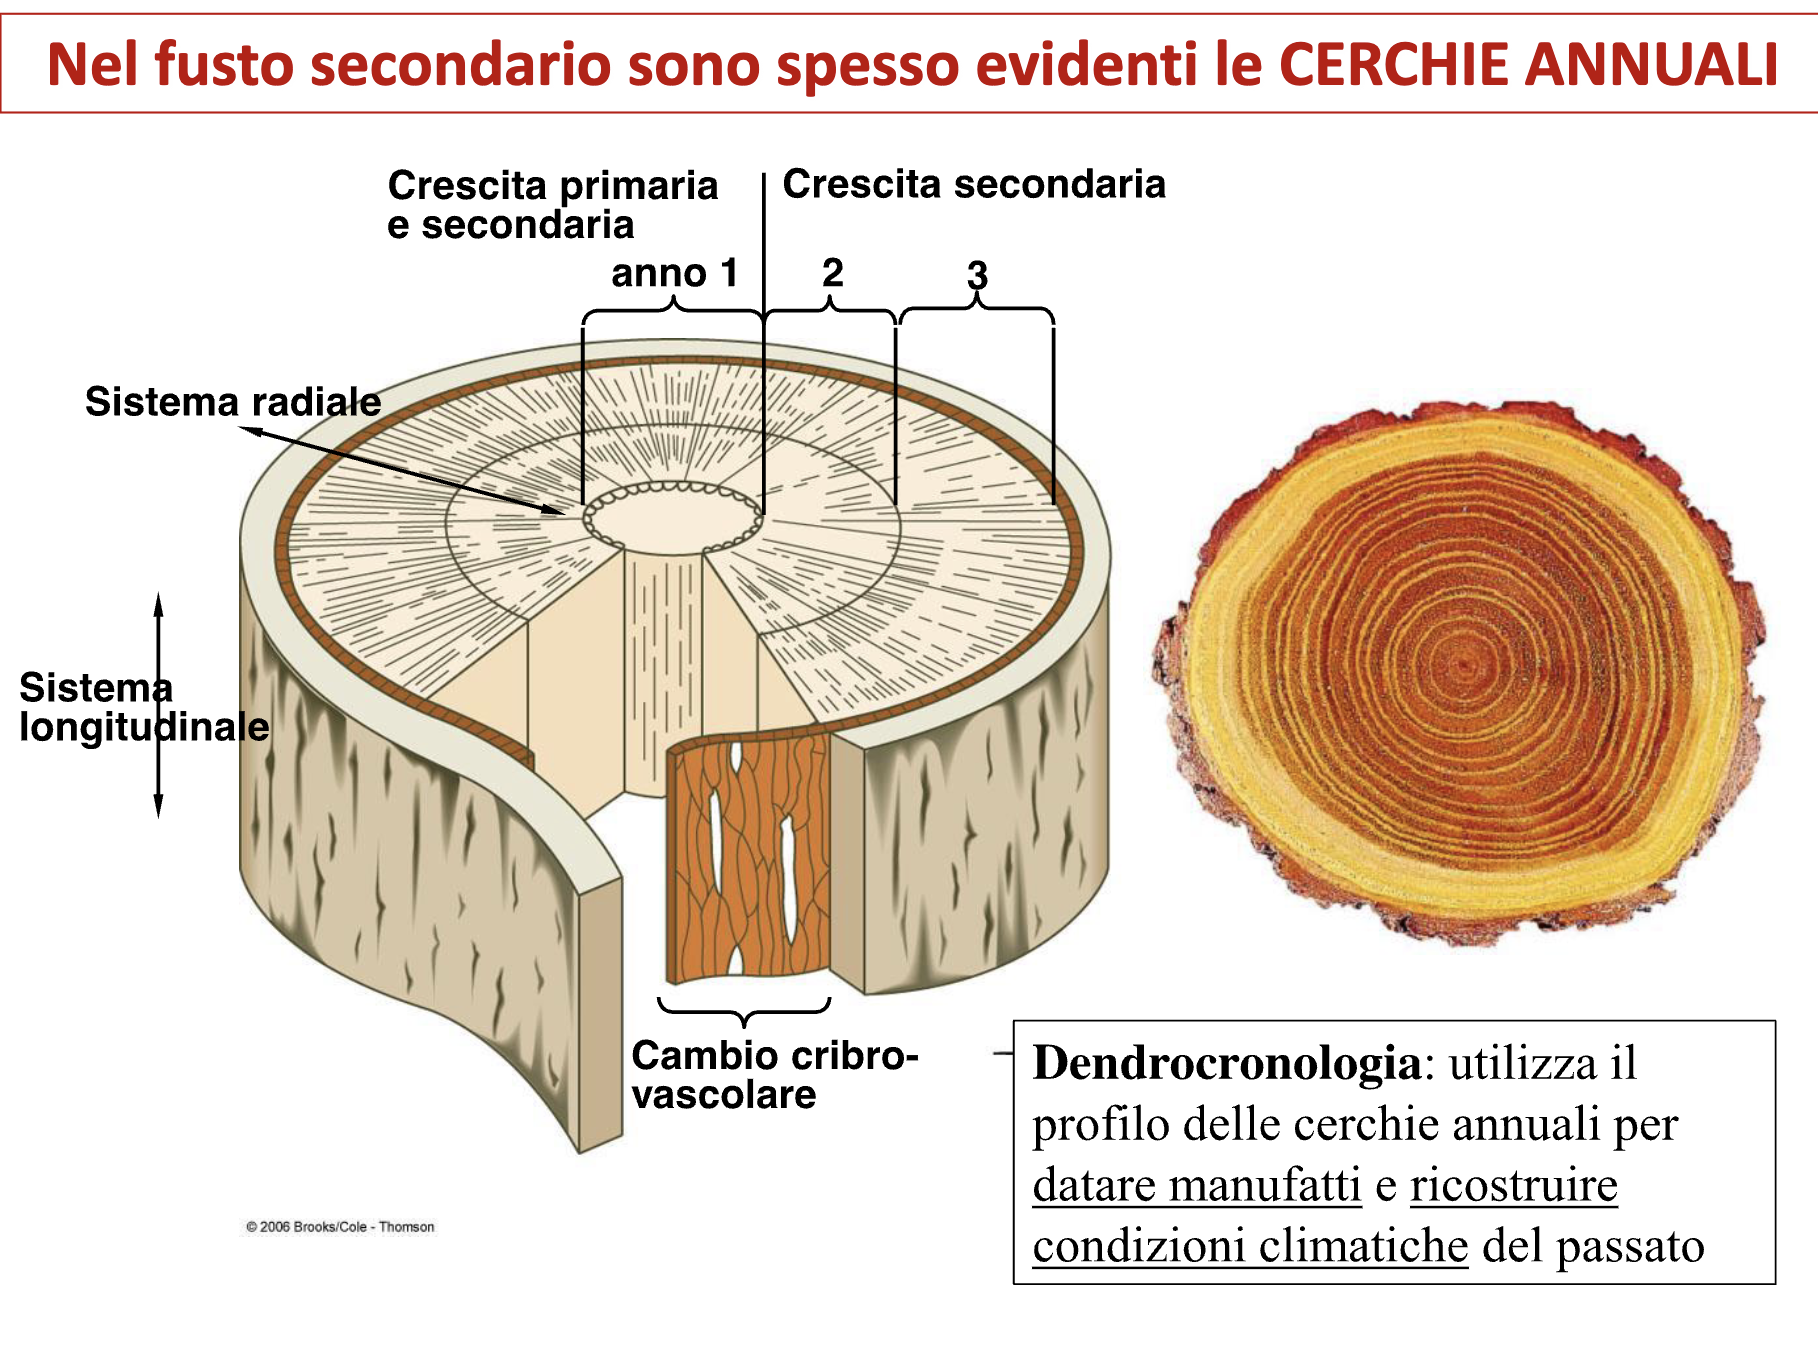 Nel fusto secondario sono spesso evidenti le CERCHIE ANNUALI
Crescita primaria
e secondaria
Crescita secondaria
anno 1
2
3
Sistema radiale
Sistema
longitudinale
Cambio cribro-
vascolare
Dendrocronologia: utilizza il
profilo delle cerchie annuali per
datare manufatti e ricostruire
condizioni climatiche del passato
© 2006 Brooks/Cole - Thomson